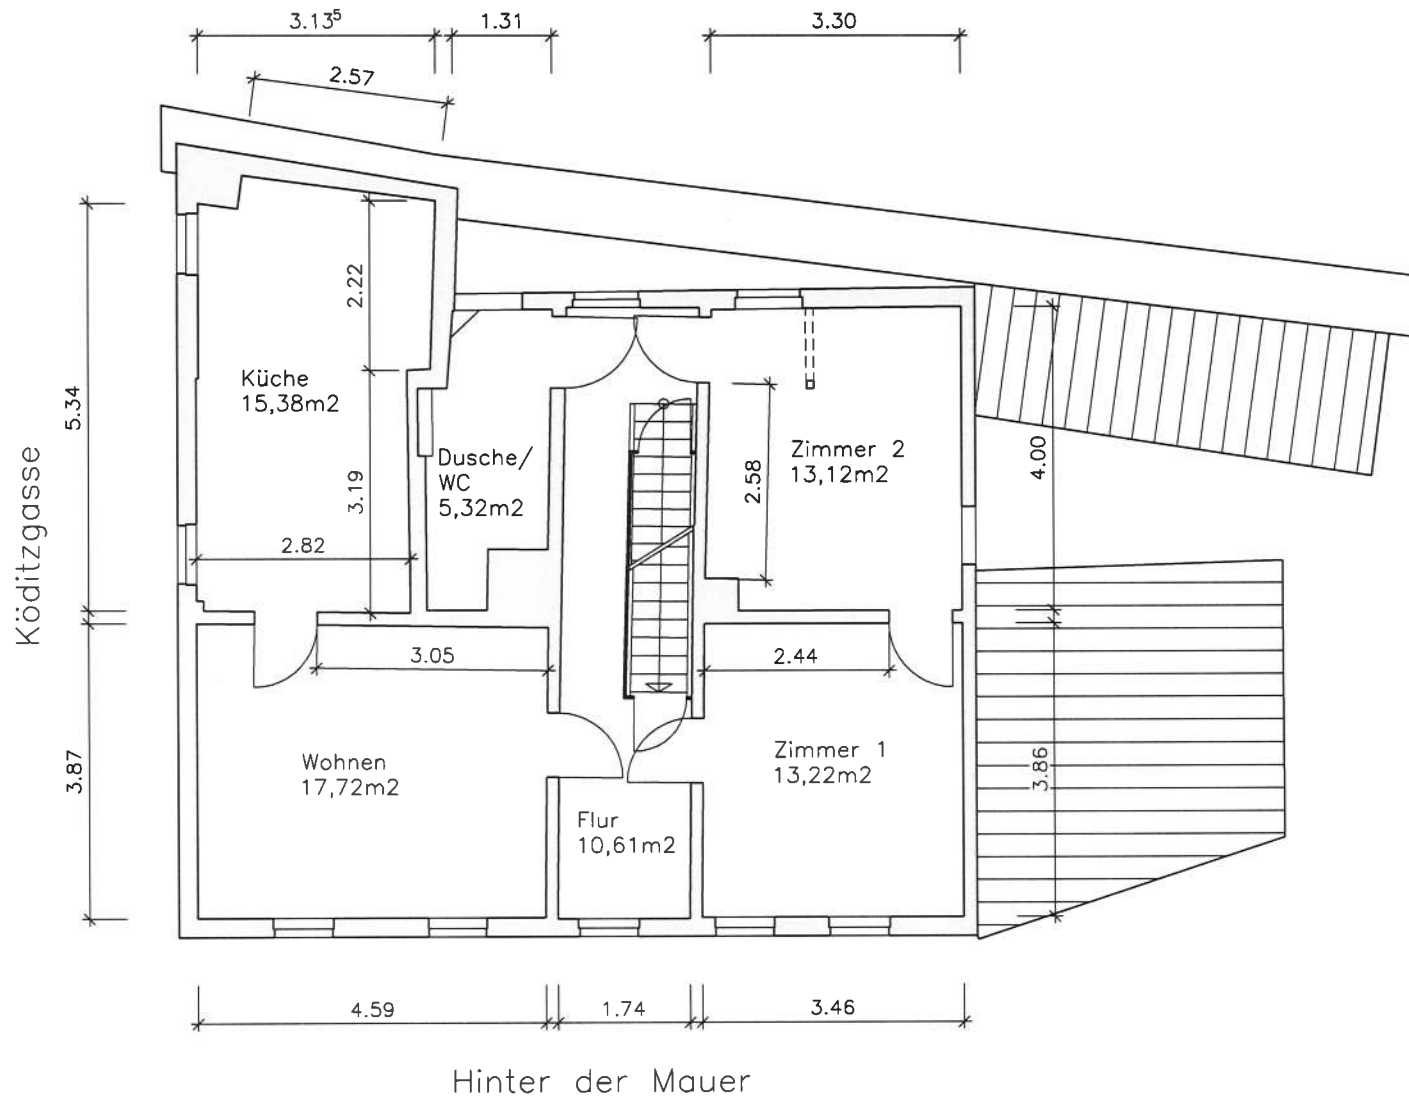 3.13⁵
1.31
3.30
2.57
2.22
Küche
15,38m2
5.34
Dusche/
WC
5,32m2
3.19
2.82
Zimmer 2
13,12m2
2.58
4.00
Ködítzgasse
3.05
2.44
3.87
Wohnen
17,72m2
Zimmer 1
13,22m2
3.86
Flur
10,61m2
4.59
1.74
3.46
Hinter der Mauer